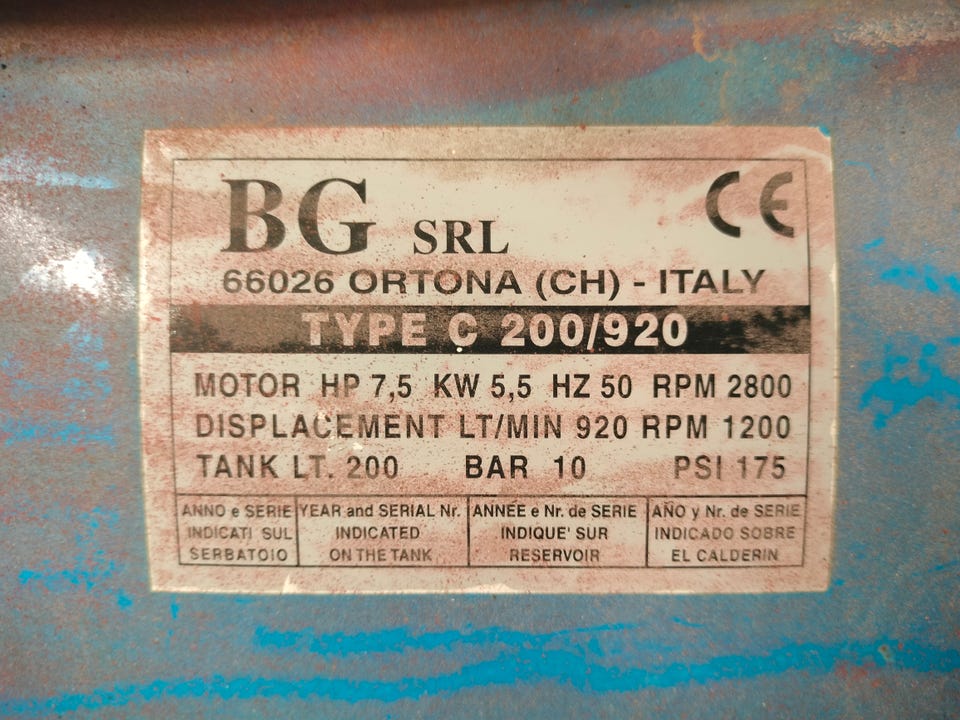 BG SRL
CE
66026 ORTONA (CH) - ITALY
TYPE C 200/920
MOTOR HP 7,5 KW 5,5 HZ 50 RPM 2800
DISPLACEMENT LT/MIN 920 RPM 1200
TANK LT. 200 BAR 10 PSI 175
ANNO e SERIE
INDICATI SUL
SERBATOIO
YEAR and SERIAL Nr.
INDICATED
ON THE TANK
ANNÉE e Nr. de SERIE
INDIQUE' SUR
RESERVOIR
AÑO y Nr. de SERIE
INDICADO SOBRE
EL CALDERIN